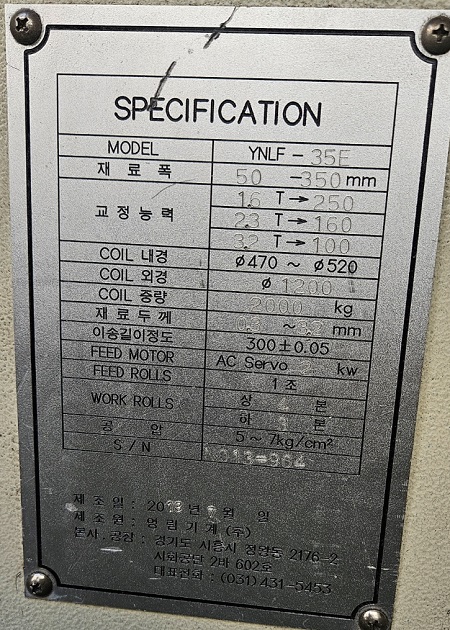 SPECIFICATION
MODEL YNLF - 35E
재 료 폭 50 - 350 mm
교 정 능 력 1.6 T → 250
2.3 T → 160
3.2 T → 100
COIL 내경 ø470 ~ ø520
COIL 외경 ø 1200
COIL 중량 2000 kg
재 료 두 께 ~ mm
이송길이정도 300±0.05
FEED MOTOR AC Servo kw
FEED ROLLS 1 조
WORK ROLLS 상 본
하 본
공 압 5~7kg/cm²
S / N
제 조 일 : 년 월 일
제 조 원 : 영림기계 (주)
본사.공장 : 경기도 시흥시 정왕동 2176-2
시화공단 2바 602호
대표전화 : (031) 431-5453